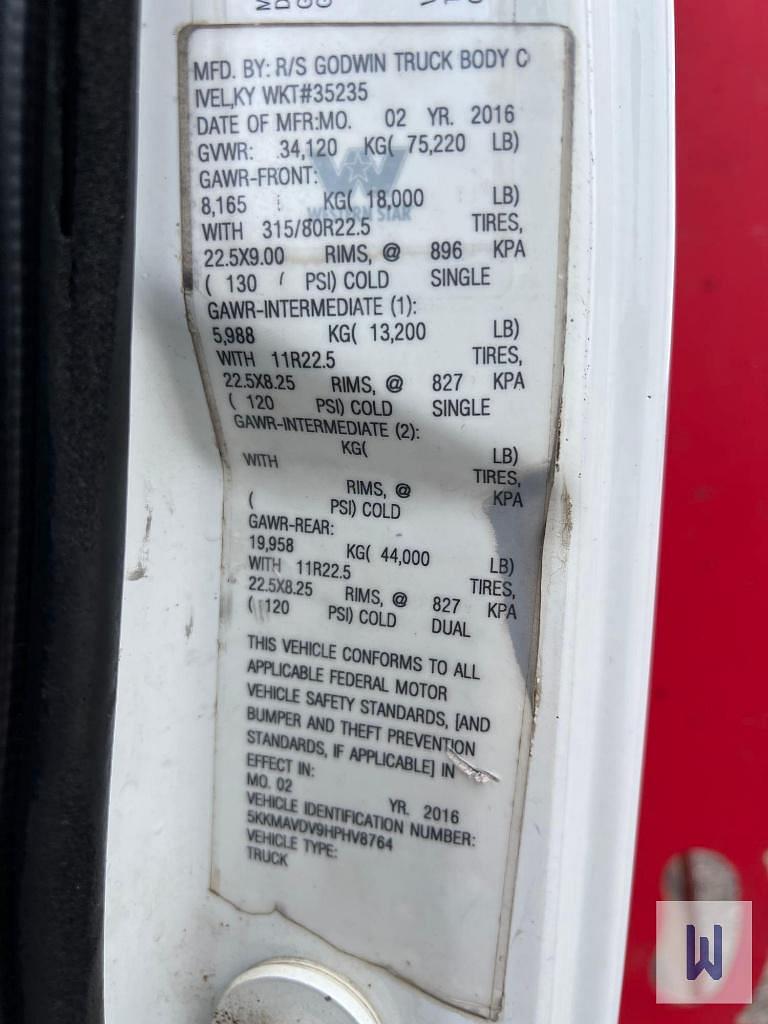 MFD. BY: R/S GODWIN TRUCK BODY C
IVEL,KY WKT#35235
DATE OF MFR:MO. 02 YR. 2016
GVWR: 34,120 KG( 75,220 LB)
GAWR-FRONT:
8,165 KG( 18,000 LB)
WITH 315/80R22.5 TIRES,
22.5X9.00 RIMS, @ 896 KPA
( 130 / PSI) COLD SINGLE
GAWR-INTERMEDIATE (1):
5,988 KG( 13,200 LB)
WITH 11R22.5 TIRES,
22.5X8.25 RIMS, @ 827 KPA
( 120 PSI) COLD SINGLE
GAWR-INTERMEDIATE (2):
KG( LB)
WITH TIRES,
RIMS, @ KPA
( PSI) COLD
GAWR-REAR:
19,958 KG( 44,000 LB)
WITH 11R22.5 TIRES,
22.5X8.25 RIMS, @ 827 KPA
( 120 PSI) COLD DUAL
THIS VEHICLE CONFORMS TO ALL
APPLICABLE FEDERAL MOTOR
VEHICLE SAFETY STANDARDS, [AND
BUMPER AND THEFT PREVENTION
STANDARDS, IF APPLICABLE] IN
EFFECT IN:
MO. 02 YR. 2016
VEHICLE IDENTIFICATION NUMBER:
5KKMAVDV9HPHV8764
VEHICLE TYPE:
TRUCK
WESTERN STAR
W